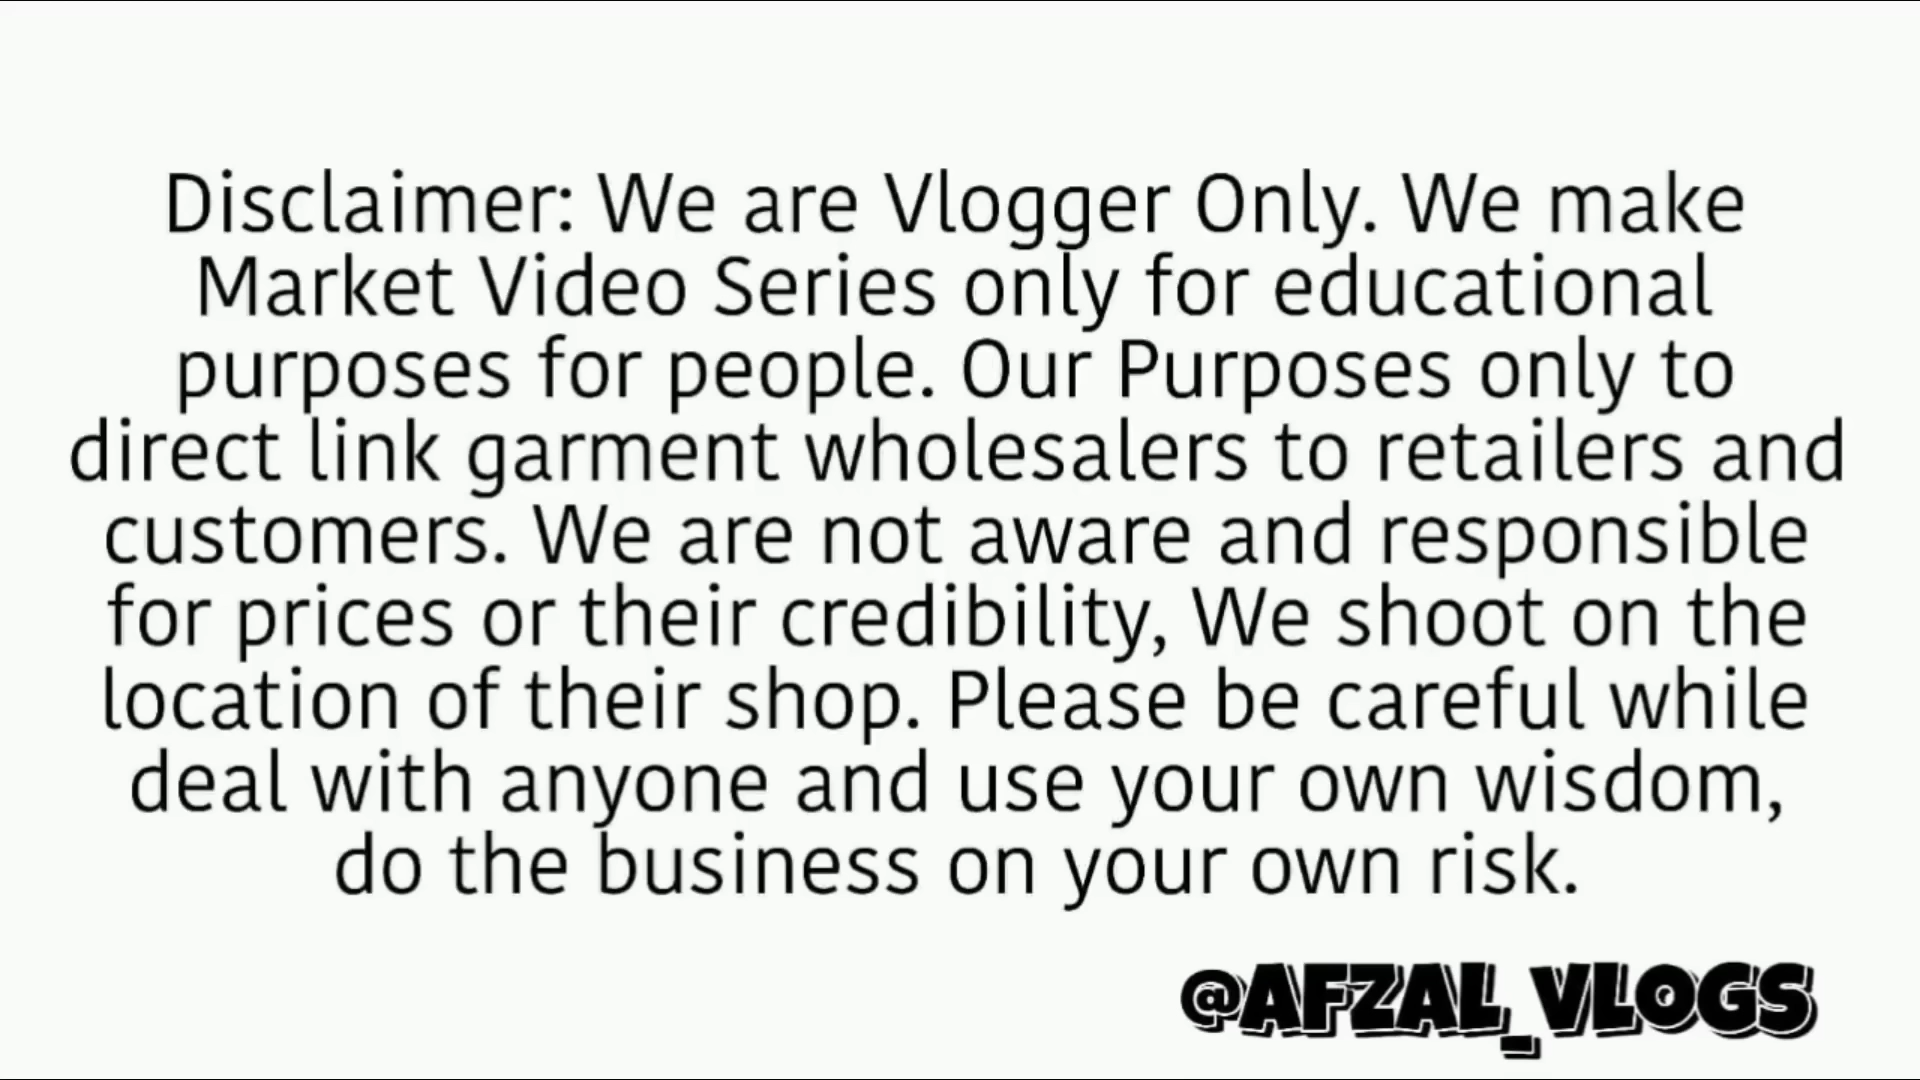 Disclaimer: We are Vlogger Only. We make
Market Video Series only for educational
purposes for people. Our Purposes only to
direct link garment wholesalers to retailers and
customers. We are not aware and responsible
for prices or their credibility, We shoot on the
location of their shop. Please be careful while
deal with anyone and use your own wisdom,
do the business on your own risk.
@AFZAL_VLOGS